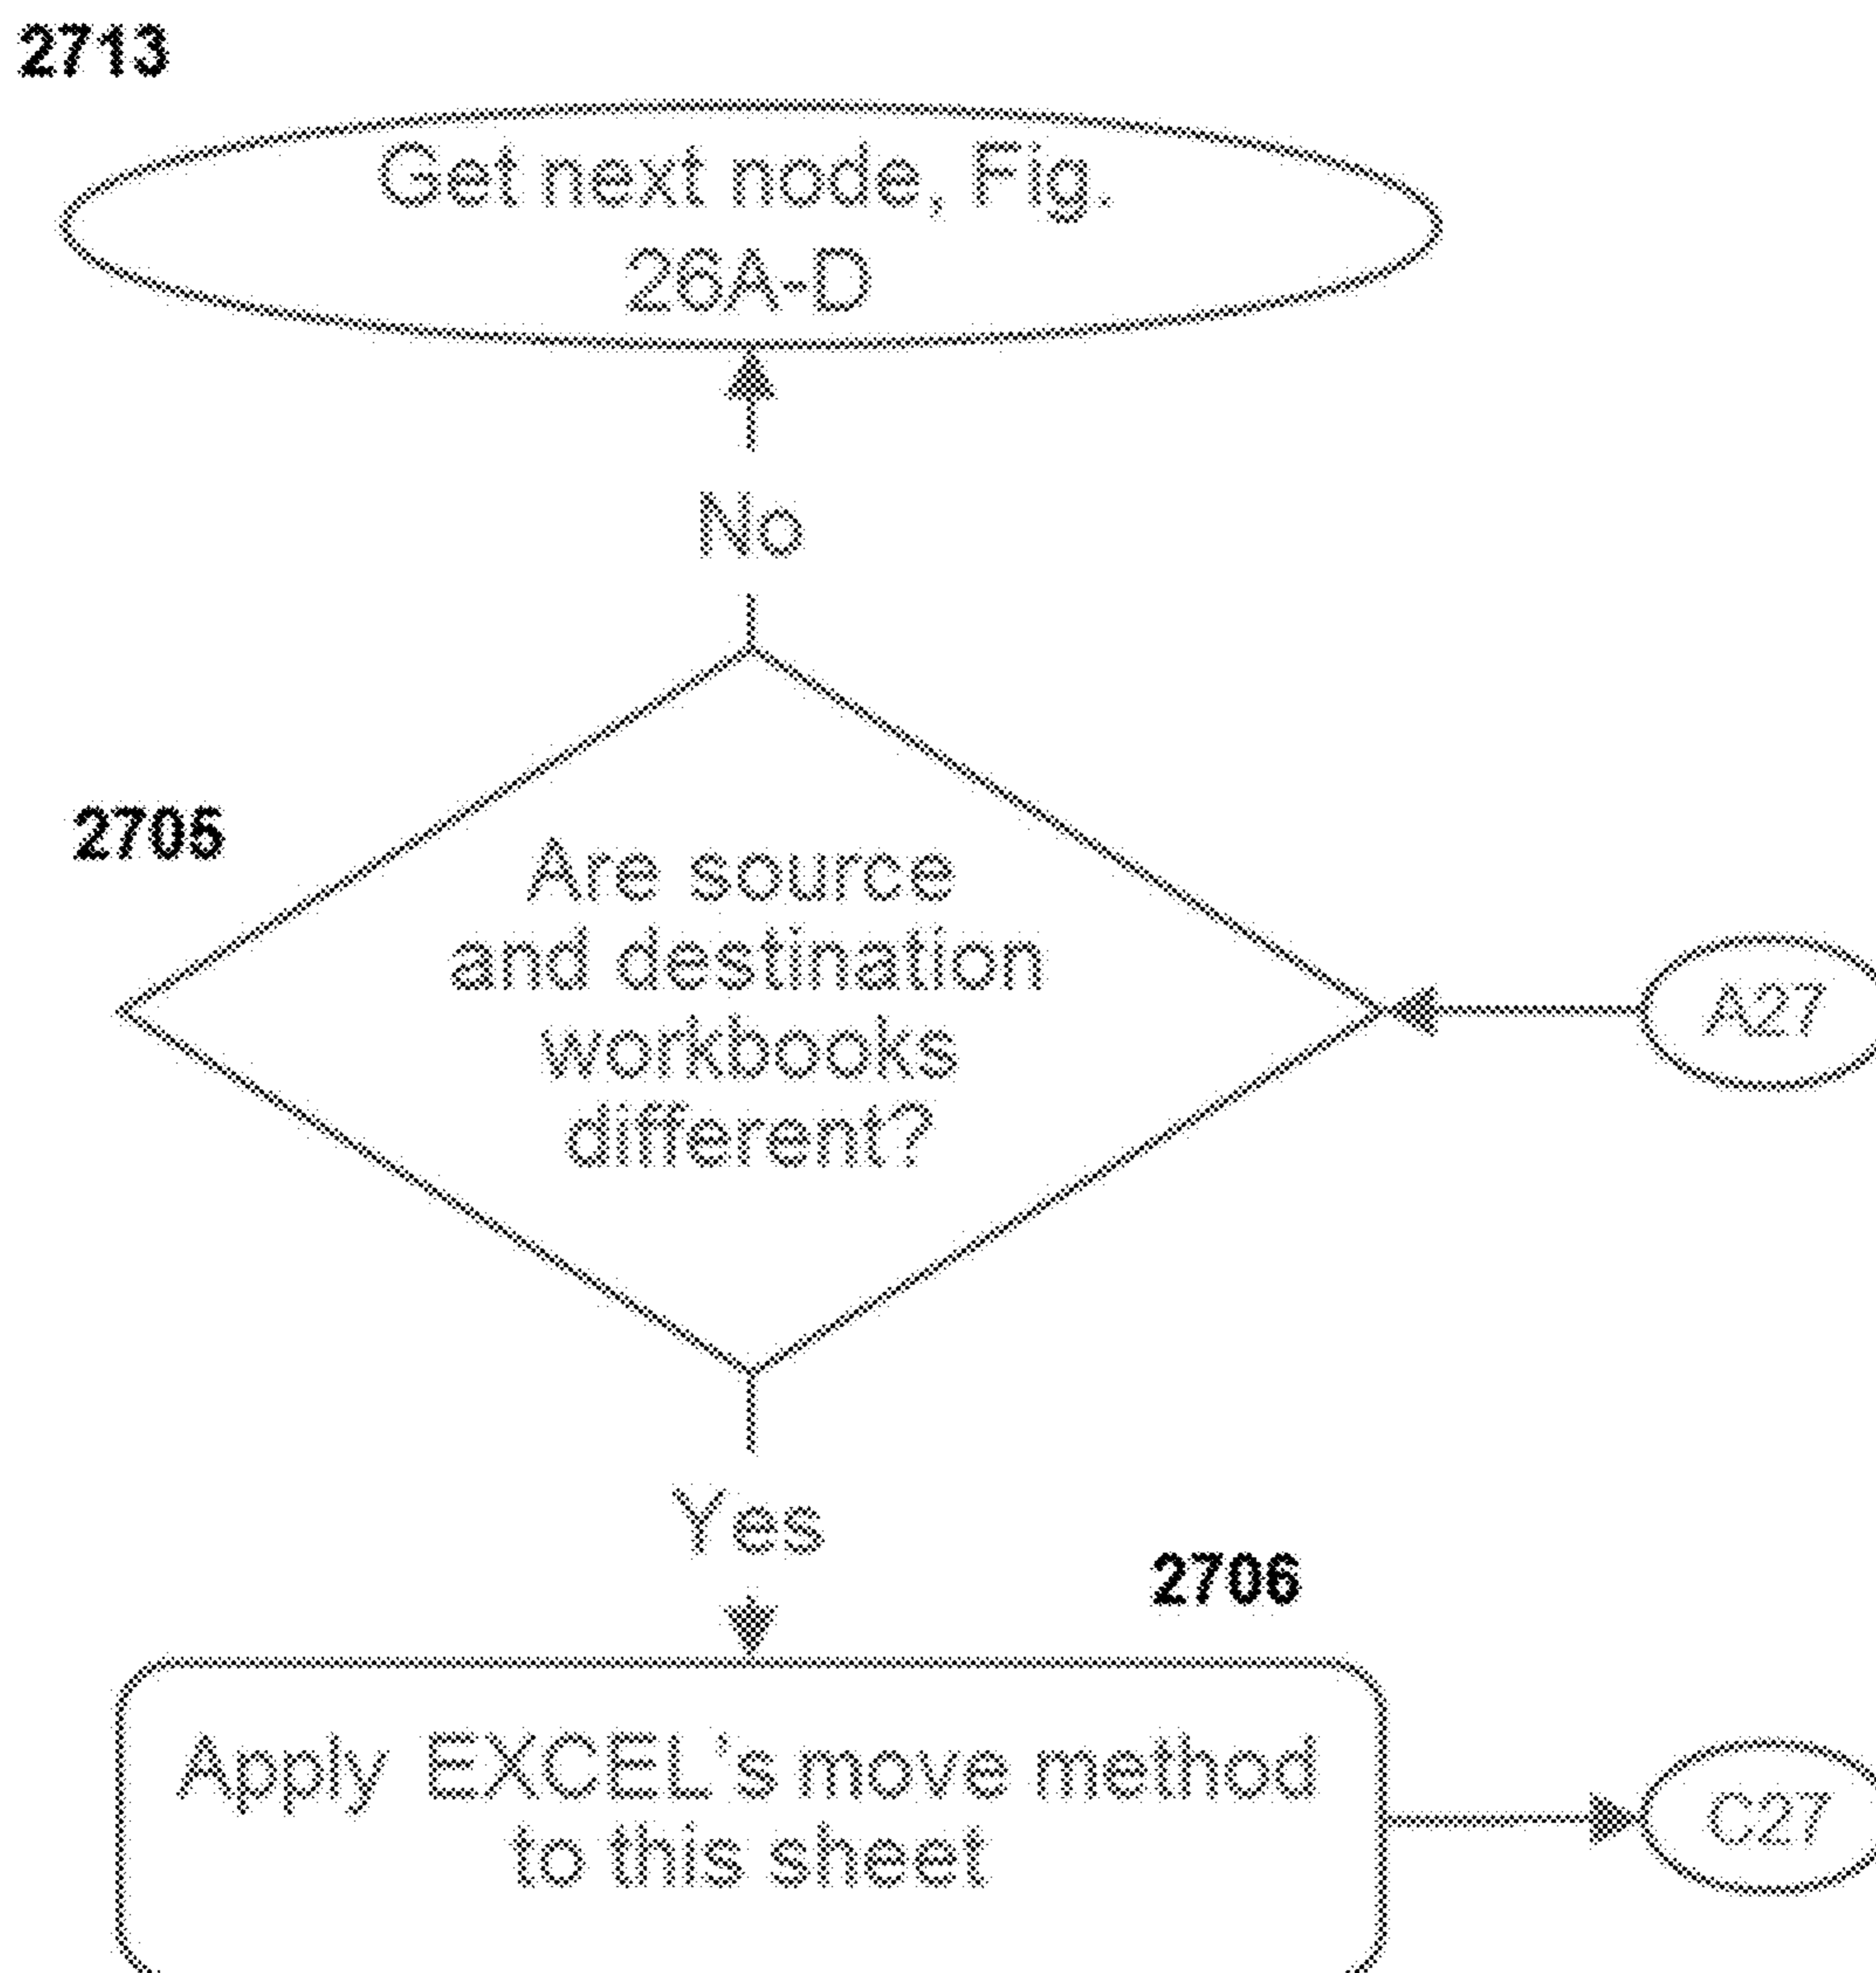 2713
Get next node, Fig.
26A-D
No
2705
Are source
and destination
workbooks
different?
A27
Yes
2706
Apply EXCEL's move method
to this sheet
C27